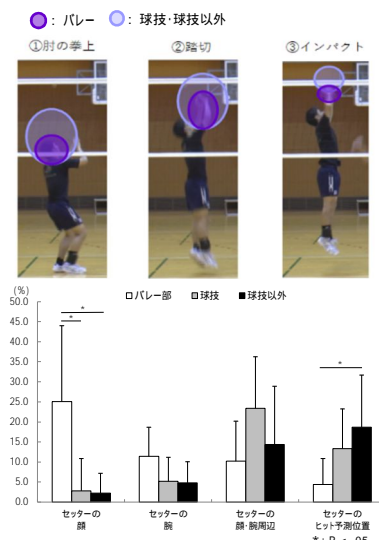 : バレー : 球技・球技以外
①肘の挙上 ②踏切 ③インパクト
(%)
バレー部 球技 球技以外
50.0
45.0
40.0
35.0
30.0
25.0
20.0
15.0
10.0
5.0
0.0
* * *
セッターの 顔
セッターの 腕
セッターの 顔・腕周辺
セッターの ヒット予測位置